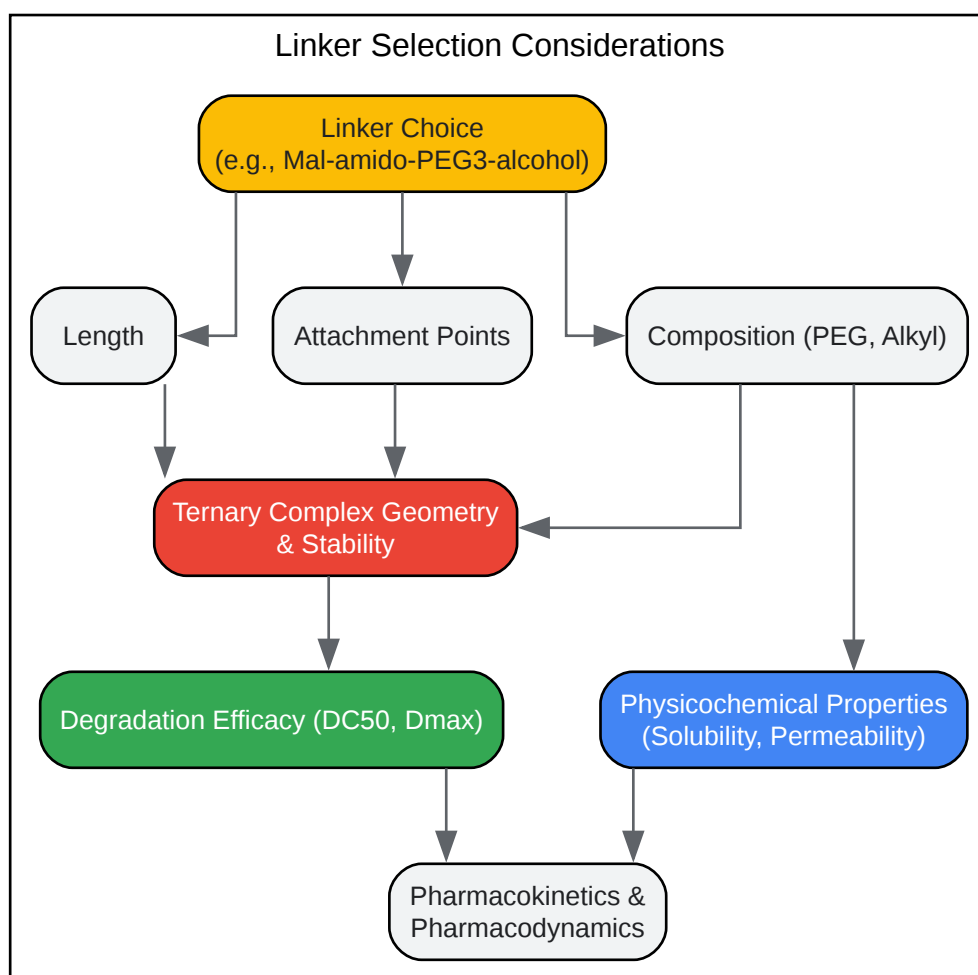 Linker Selection Considerations
Linker Choice
(e.g., Mal-amido-PEG3-alcohol)
Length
Attachment Points
Composition (PEG, Alkyl)
Ternary Complex Geometry
& Stability
Degradation Efficacy (DC50, Dmax)
Physicochemical Properties
(Solubility, Permeability)
Pharmacokinetics &
Pharmacodynamics